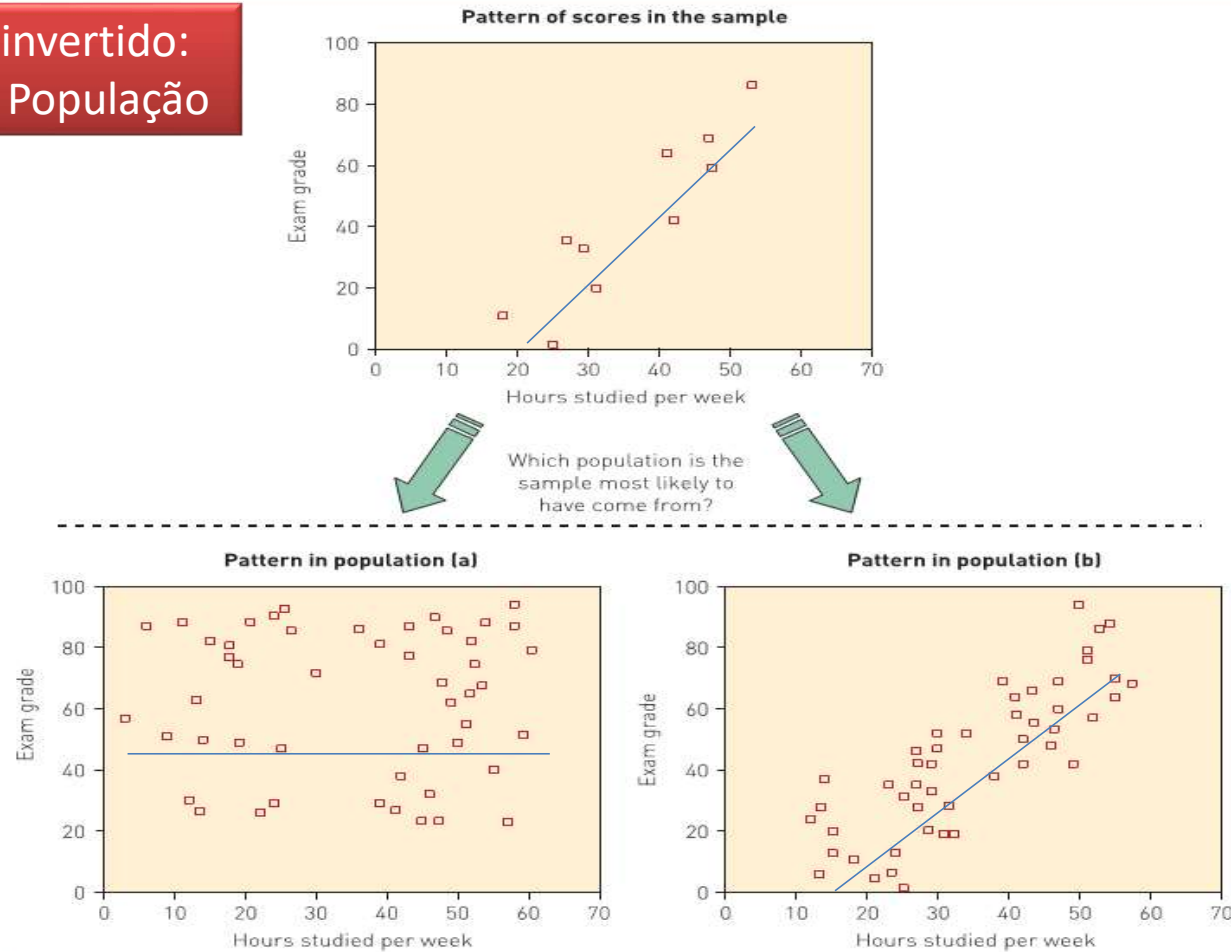 invertido:
População
Pattern of scores in the sample
100
80
60
40
20
0
Exam grade
0 10 20 30 40 50 60 70
Hours studied per week
Which population is the
sample most likely to
have come from?
Pattern in population (a)
100
80
60
40
20
0
Exam grade
0 10 20 30 40 50 60 70
Hours studied per week
Pattern in population (b)
100
80
60
40
20
0
Exam grade
0 10 20 30 40 50 60 70
Hours studied per week